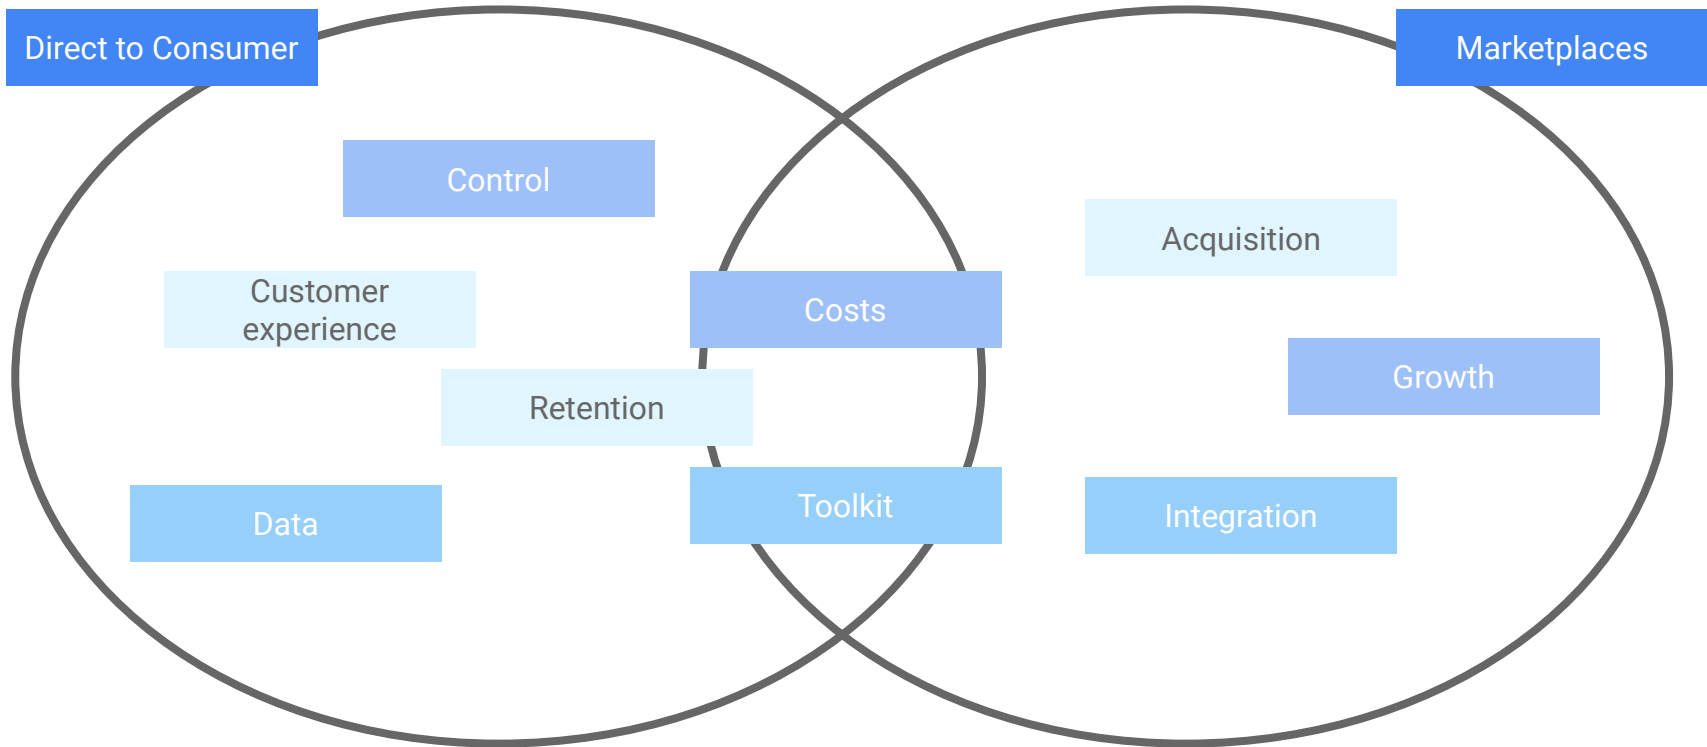 Direct to Consumer
Marketplaces
Control
Acquisition
Customer
experience
Costs
Growth
Retention
Toolkit
Integration
Data